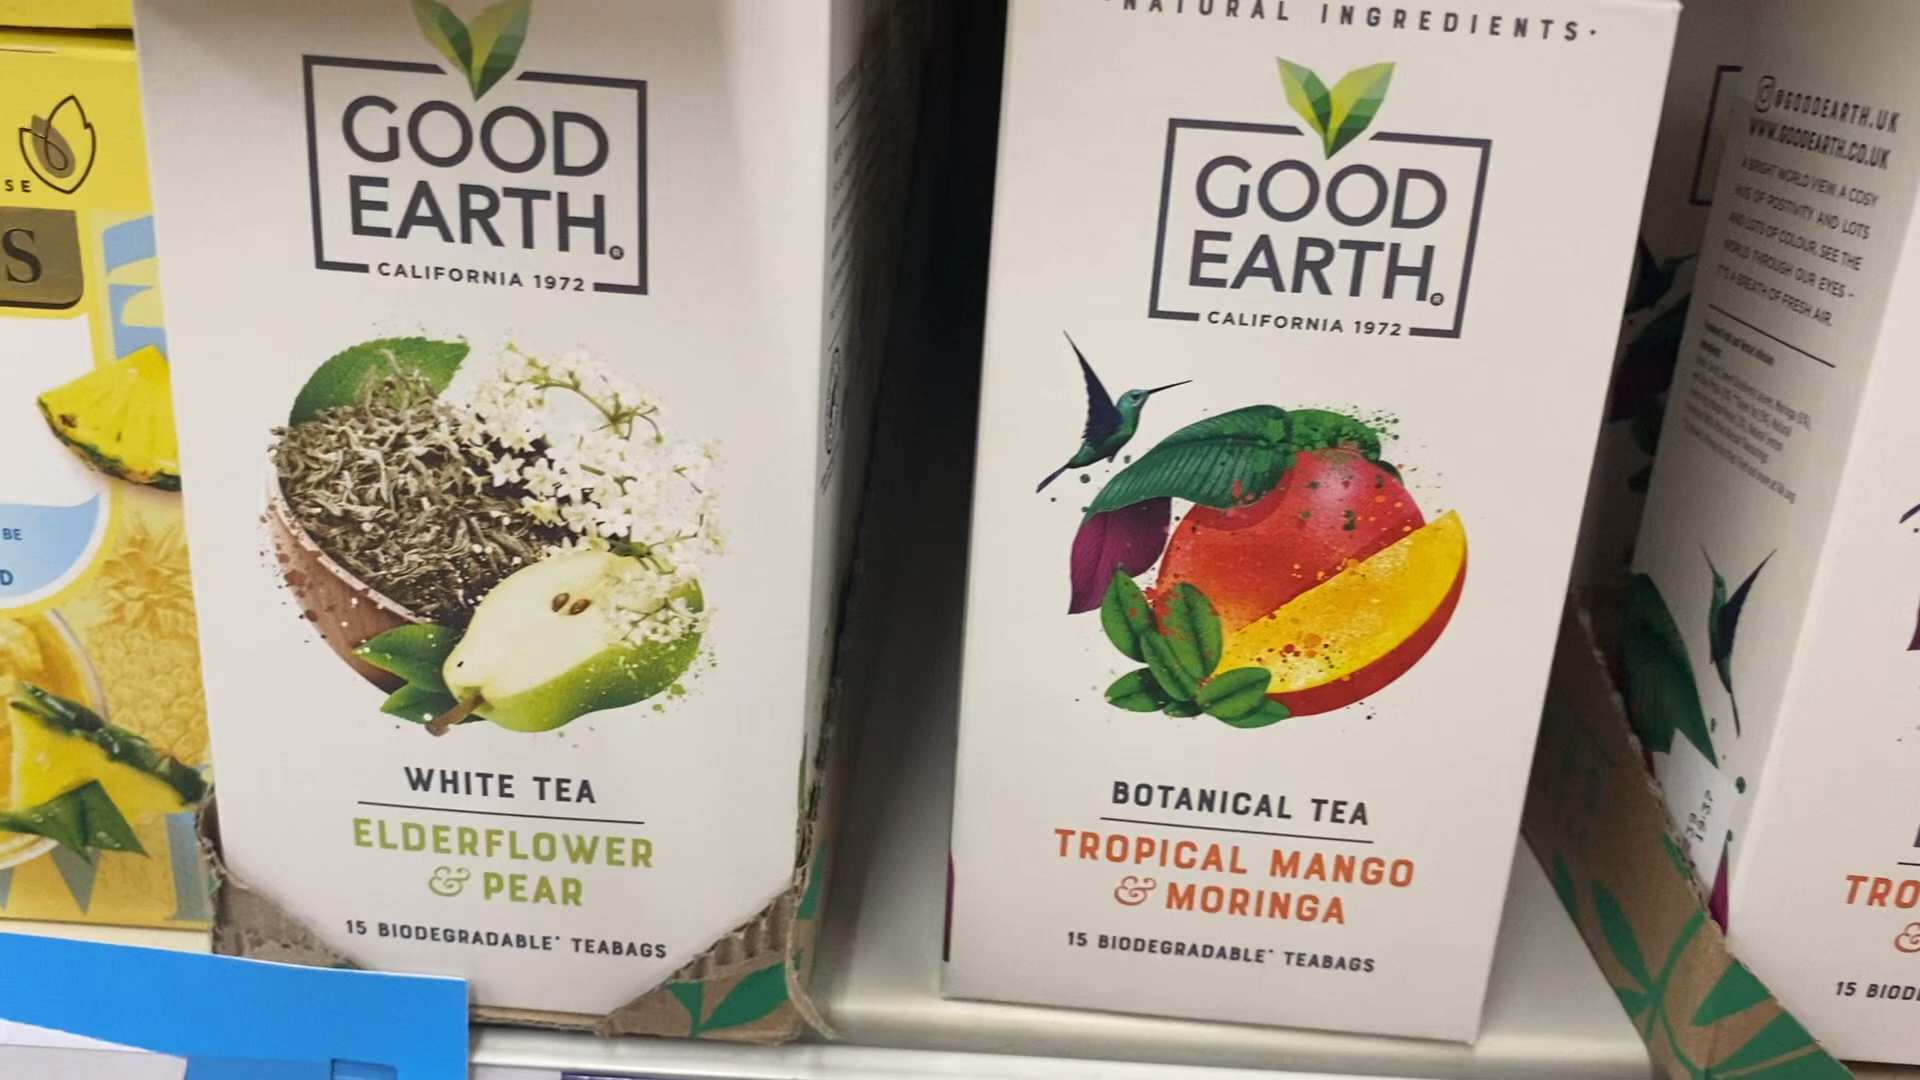 SE
S
BE
D
GOOD
EARTH®
CALIFORNIA 1972
WHITE TEA
ELDERFLOWER
& PEAR
15 BIODEGRADABLE* TEABAGS
NATURAL INGREDIENTS·
GOOD
EARTH®
CALIFORNIA 1972
BOTANICAL TEA
TROPICAL MANGO
& MORINGA
15 BIODEGRADABLE* TEABAGS
@GOODEARTH.UK
WWW.GOODEARTH.CO.UK
A BRIGHT WORLD VIEW. A COSY
HUG OF POSITIVITY AND LOTS
AND LOTS OF COLOUR. SEE THE
WORLD THROUGH OUR EYES –
IT'S A BREATH OF FRESH AIR.
TRO
&
15 BIOD